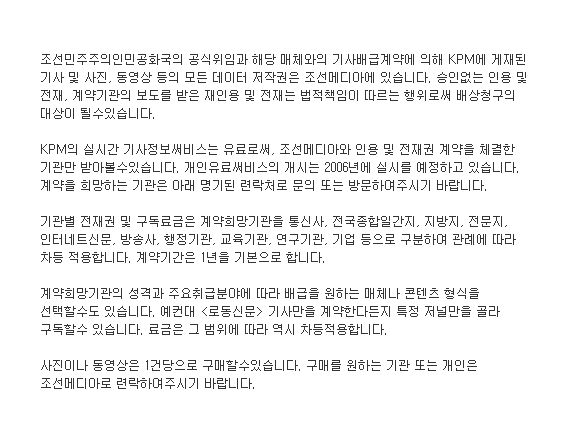 조선민주주의인민공화국의 공식위임과 해당 매체와의 기사배급계약에 의해 KPM에 게재된
기사 및 사진, 동영상 등의 모든 데이터 저작권은 조선메디아에 있습니다. 승인없는 인용 및
전재, 계약기관의 보도를 받은 재인용 및 전재는 법적책임이 따르는 행위로써 배상청구의
대상이 될수있습니다.
KPM의 실시간 기사정보써비스는 유료로써, 조선메디아와 인용 및 전재권 계약을 체결한
기관만 받아볼수있습니다. 개인유료써비스의 개시는 2006년에 실시를 예정하고 있습니다.
계약을 희망하는 기관은 아래 명기된 련락처로 문의 또는 방문하여주시기 바랍니다.
기관별 전재권 및 구독료금은 계약희망기관을 통신사, 전국종합일간지, 지방지, 전문지,
인터네트신문, 방송사, 행정기관, 교육기관, 연구기관, 기업 등으로 구분하여 관례에 따라
차등 적용합니다. 계약기간은 1년을 기본으로 합니다.
계약희망기관의 성격과 주요취급분야에 따라 배급을 원하는 매체나 콘텐츠 형식을
선택할수도 있습니다. 예컨대 <로동신문> 기사만을 계약한다든지 특정 저널만을 골라
구독할수 있습니다. 료금은 그 범위에 따라 역시 차등적용합니다.
사진이나 동영상은 1건당으로 구매할수있습니다. 구매를 원하는 기관 또는 개인은
조선메디아로 련락하여주시기 바랍니다.